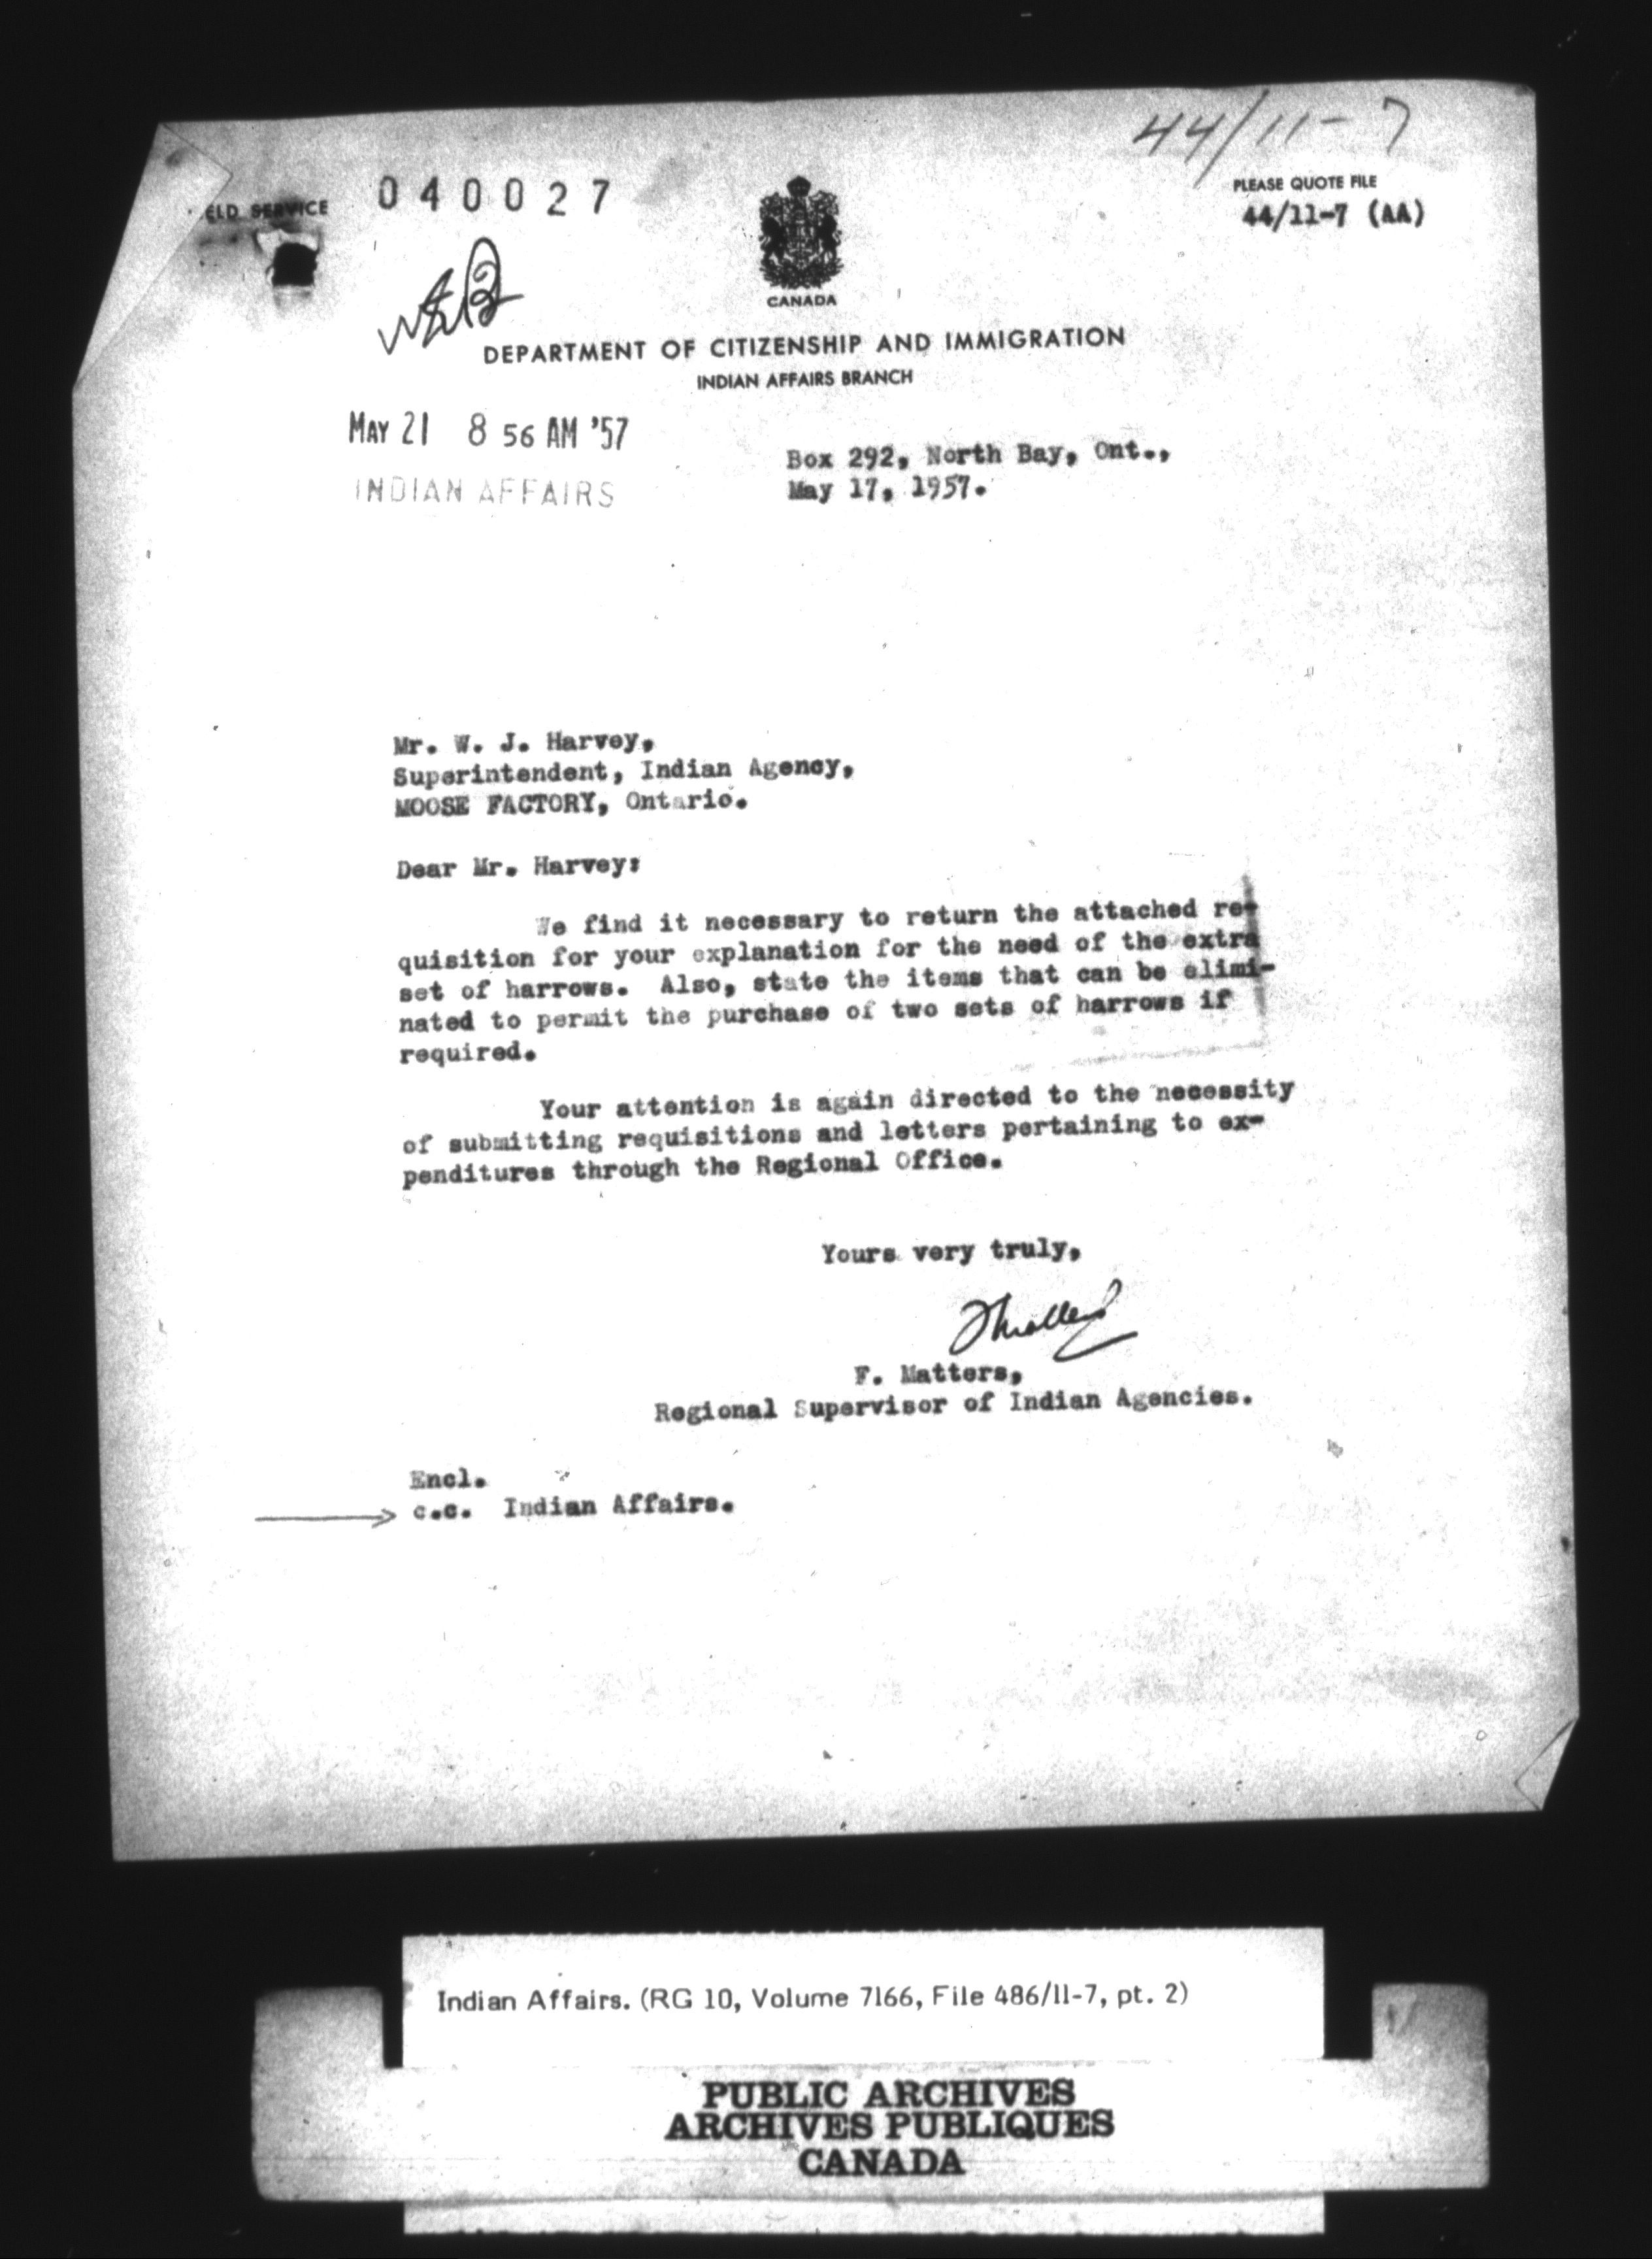 44/11-7
PLEASE QUOTE FILE
44/11-7 (AA)
ELD SERVICE
040027
CANADA
DEPARTMENT OF CITIZENSHIP AND IMMIGRATION
INDIAN AFFAIRS BRANCH
MAY 21 8 56 AM '57
INDIAN AFFAIRS
Box 292, North Bay, Ont.,
May 17, 1957.
Mr. W. J. Harvey,
Superintendent, Indian Agency,
MOOSE FACTORY, Ontario.
Dear Mr. Harvey:
We find it necessary to return the attached re-
quisition for your explanation for the need of the extra
set of harrows. Also, state the items that can be elimi-
nated to permit the purchase of two sets of harrows if
required.
Your attention is again directed to the necessity
of submitting requisitions and letters pertaining to ex-
penditures through the Regional Office.
Yours very truly,
F. Matters,
Regional Supervisor of Indian Agencies.
Encl.
c.c. Indian Affairs.
Indian Affairs. (RG 10, Volume 7166, File 486/11-7, pt. 2)
PUBLIC ARCHIVES
ARCHIVES PUBLIQUES
CANADA